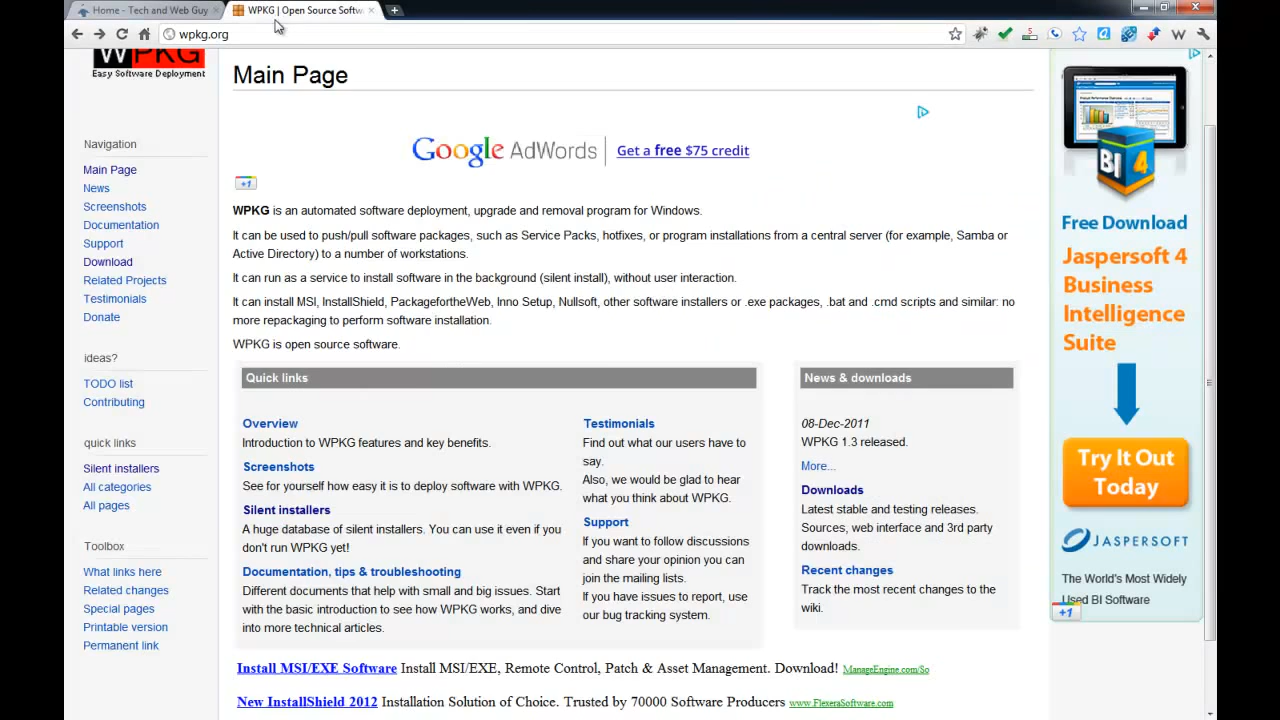 Home - Tech and Web Guy
WPKG | Open Source Softw
wpkg.org
WPKG
Easy Software Deployment
Main Page
Google AdWords
Get a free $75 credit
+1
Navigation
Main Page
News
Screenshots
Documentation
Support
Download
Related Projects
Testimonials
Donate
ideas?
TODO list
Contributing
quick links
Silent installers
All categories
All pages
Toolbox
What links here
Related changes
Special pages
Printable version
Permanent link
WPKG is an automated software deployment, upgrade and removal program for Windows.
It can be used to push/pull software packages, such as Service Packs, hotfixes, or program installations from a central server (for example, Samba or
Active Directory) to a number of workstations.
It can run as a service to install software in the background (silent install), without user interaction.
It can install MSI, InstallShield, PackagefortheWeb, Inno Setup, Nullsoft, other software installers or .exe packages, .bat and .cmd scripts and similar: no
more repackaging to perform software installation.
WPKG is open source software.
Quick links
Overview
Introduction to WPKG features and key benefits.
Screenshots
See for yourself how easy it is to deploy software with WPKG.
Silent installers
A huge database of silent installers. You can use it even if you
don't run WPKG yet!
Documentation, tips & troubleshooting
Different documents that help with small and big issues. Start
with the basic introduction to see how WPKG works, and dive
into more technical articles.
Testimonials
Find out what our users have to
say.
Also, we would be glad to hear
what you think about WPKG.
Support
If you want to follow discussions
and share your opinion you can
join the mailing lists.
If you have issues to report, use
our bug tracking system.
News & downloads
08-Dec-2011
WPKG 1.3 released.
More...
Downloads
Latest stable and testing releases.
Sources, web interface and 3rd party
downloads.
Recent changes
Track the most recent changes to the
wiki.
Install MSI/EXE Software Install MSI/EXE, Remote Control, Patch & Asset Management. Download! ManageEngine.com/So
New InstallShield 2012 Installation Solution of Choice. Trusted by 70000 Software Producers www.FlexeraSoftware.com
BI 4
Free Download
Jaspersoft 4
Business
Intelligence
Suite
Try It Out
Today
JASPERSOFT
The World's Most Widely
Used BI Software
+1